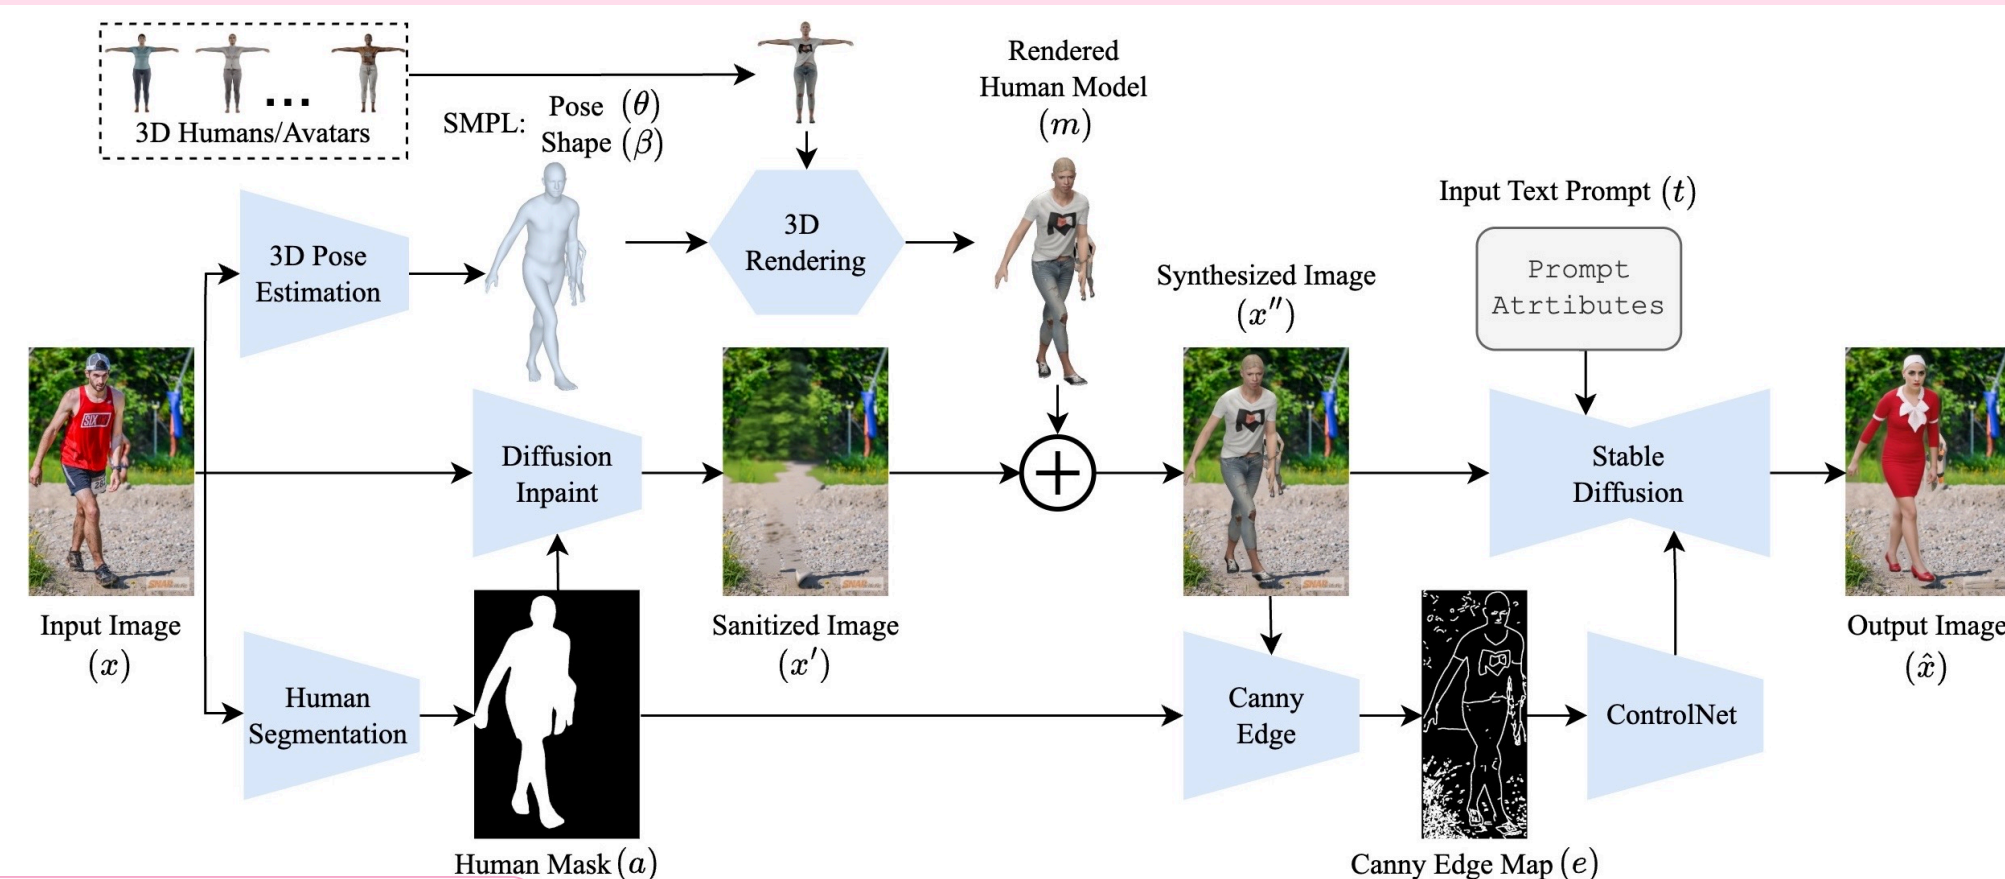 3D Humans/Avatars
SMPL:
Pose (θ)
Shape (β)
Rendered
Human Model
(m)
3D Pose
Estimation
3D
Rendering
Input Text Prompt (t)
Prompt
Atrtibutes
Synthesized Image
(x″)
SIX
Diffusion
Inpaint
Stable
Diffusion
Input Image
(x)
Sanitized Image
(x′)
Output Image
(x̂)
Human
Segmentation
Canny
Edge
ControlNet
Human Mask (a)
Canny Edge Map (e)